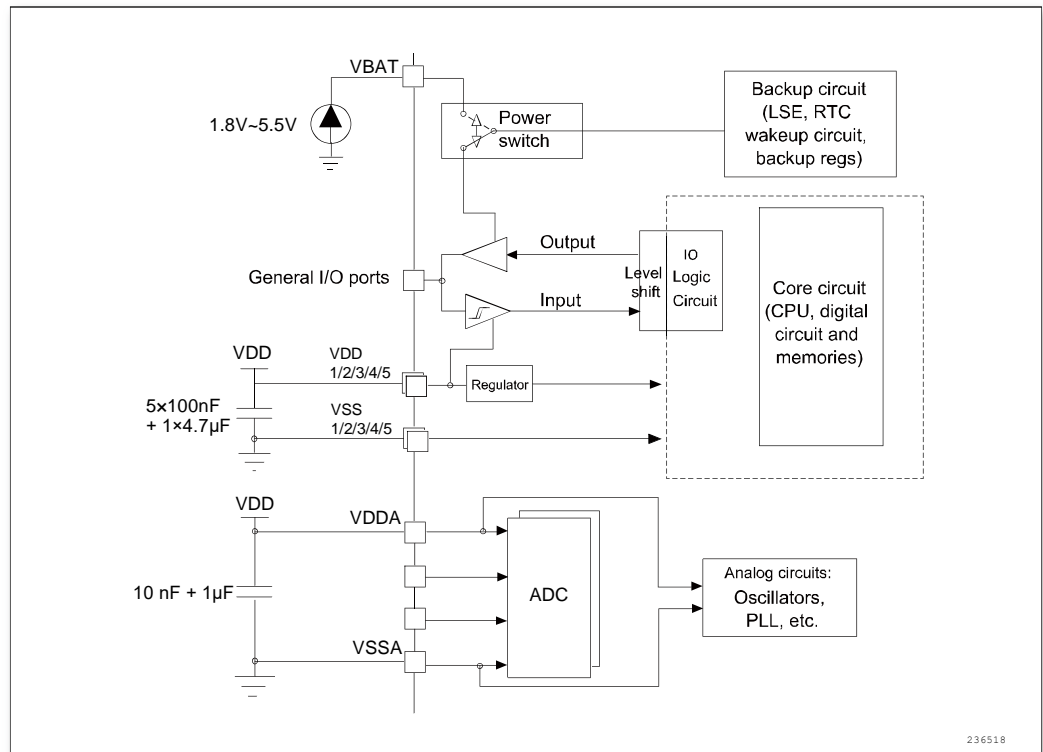 VBAT
1.8V~5.5V
Power
switch
Backup circuit
(LSE, RTC
wakeup circuit,
backup regs)
General I/O ports
Output
Input
Level
shift
IO
Logic
Circuit
Core circuit
(CPU, digital
circuit and
memories)
VDD
VDD
1/2/3/4/5
Regulator
5×100nF
+ 1×4.7µF
VSS
1/2/3/4/5
VDD
VDDA
10 nF + 1µF
ADC
Analog circuits:
Oscillators,
PLL, etc.
VSSA
236518